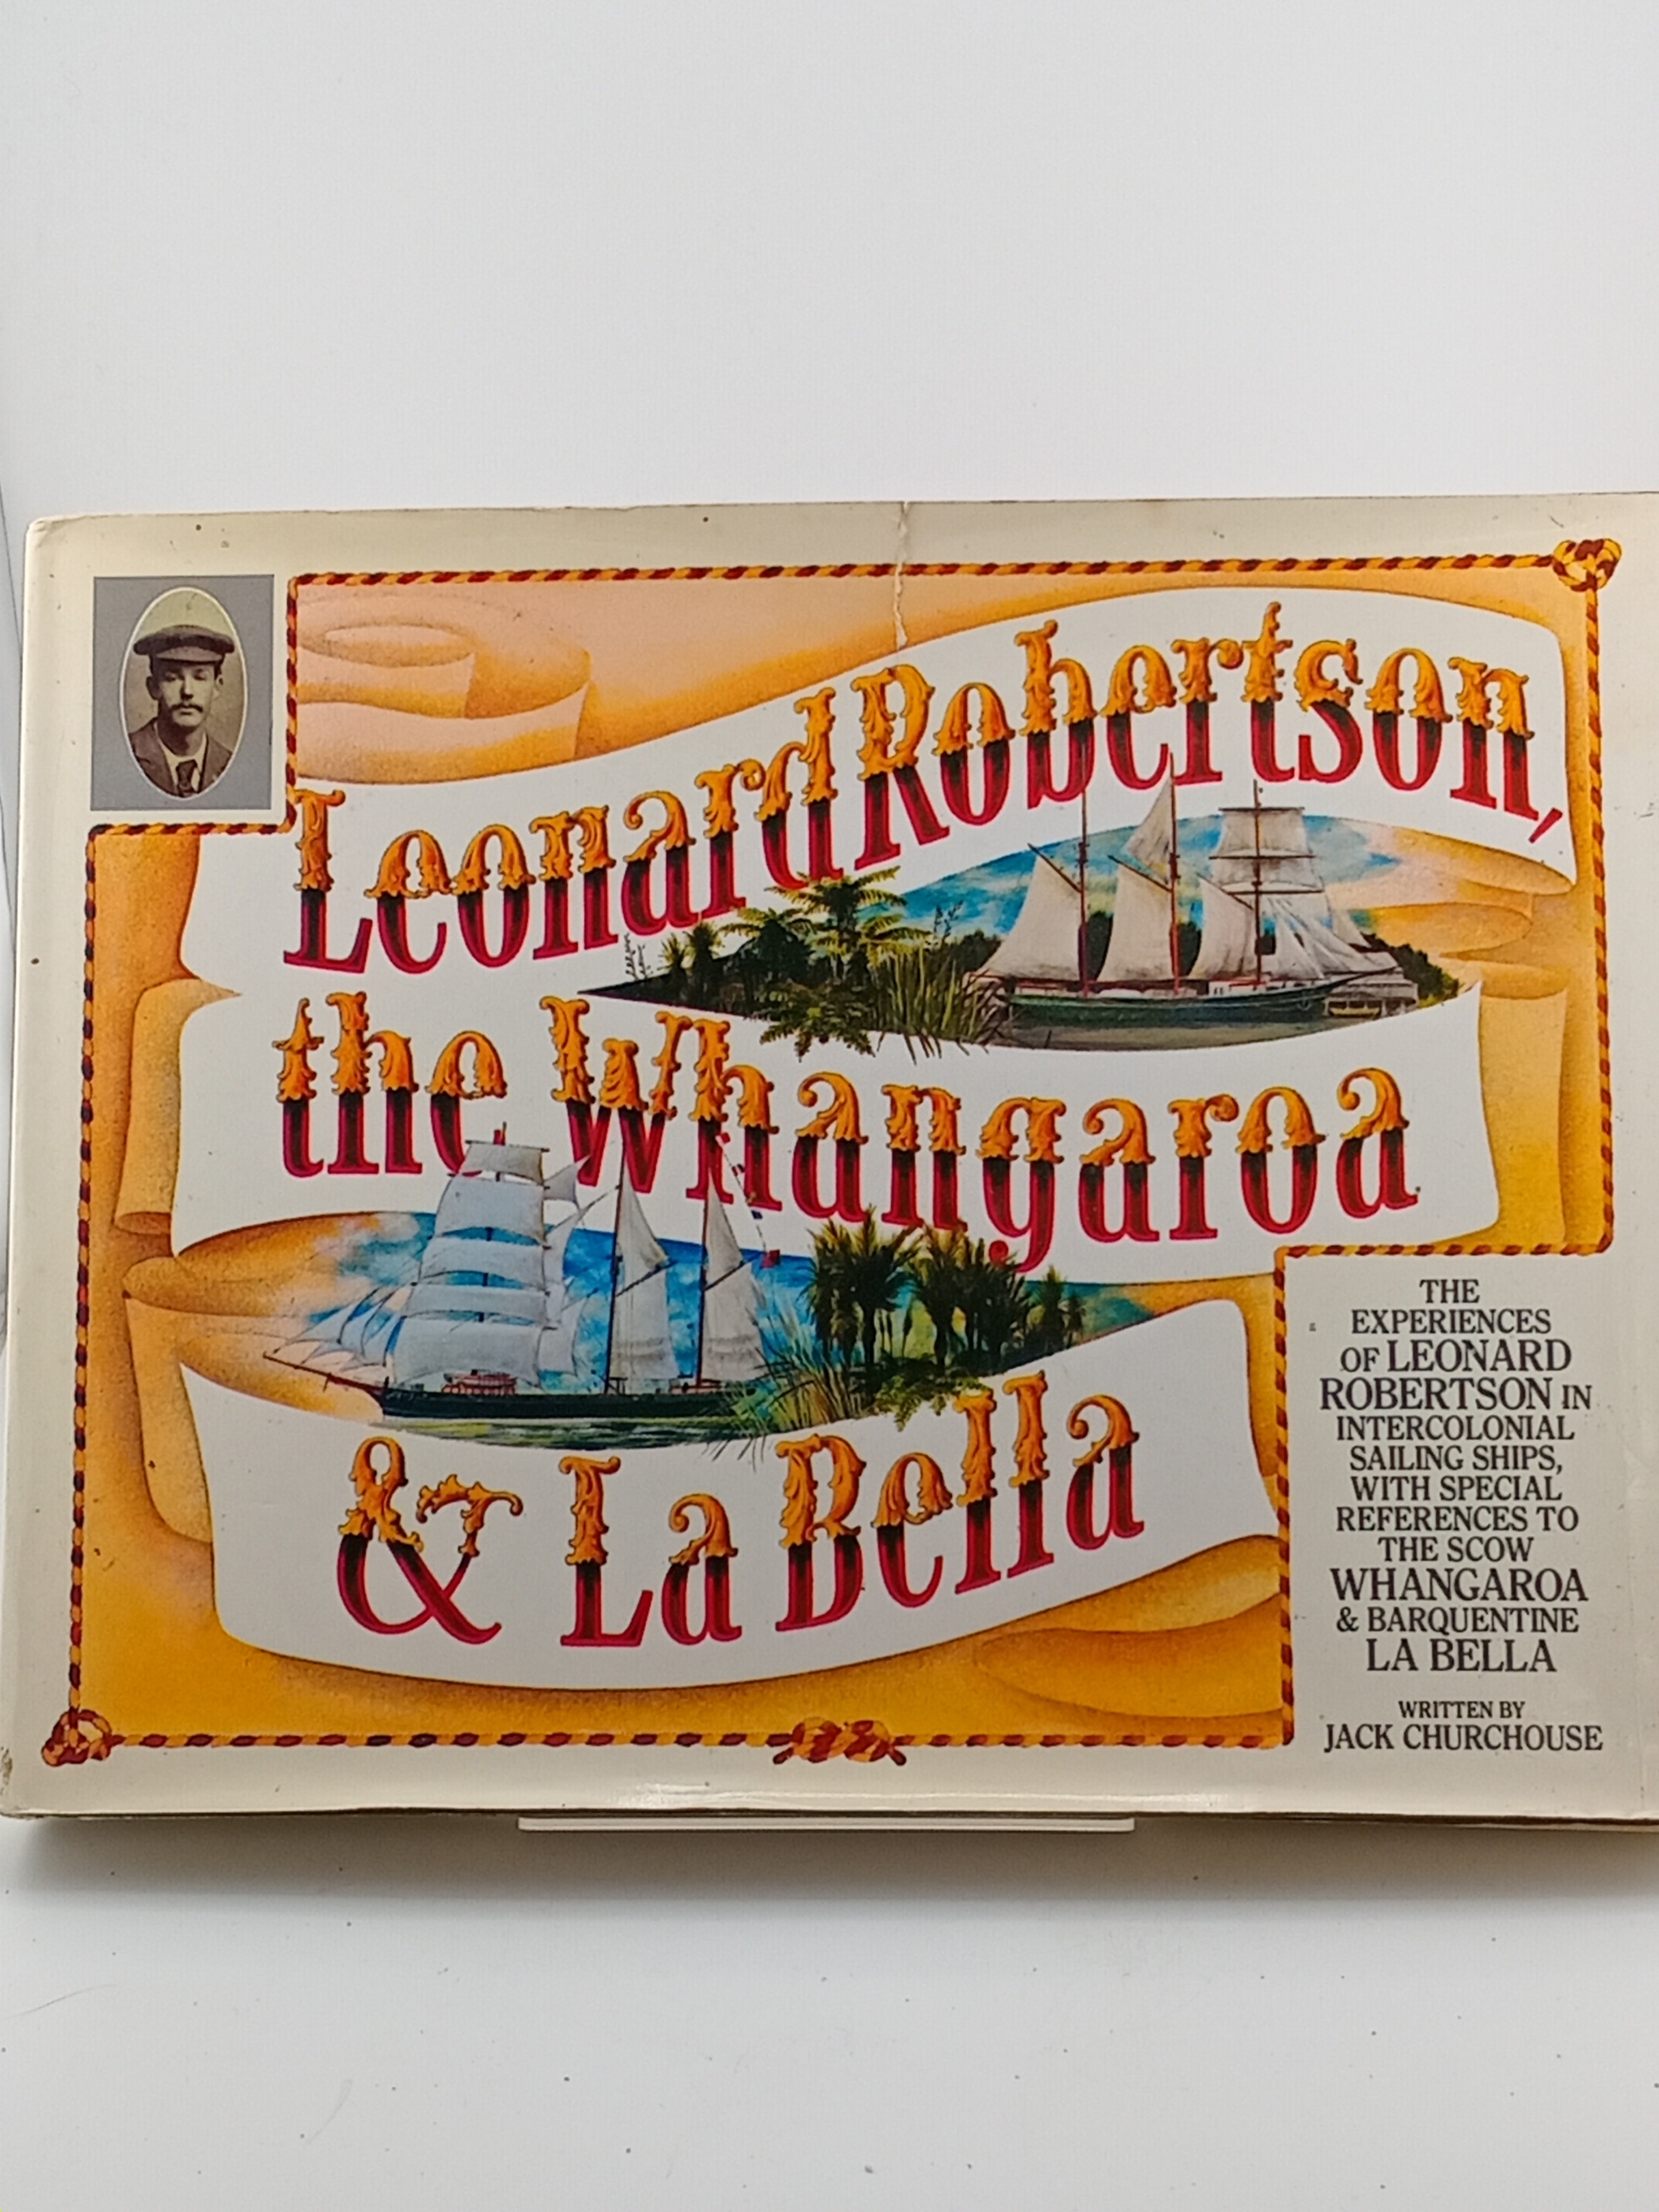 Leonard Robertson,
the Whangaroa
& La Bella
THE
EXPERIENCES
OF LEONARD
ROBERTSON IN
INTERCOLONIAL
SAILING SHIPS,
WITH SPECIAL
REFERENCES TO
THE SCOW
WHANGAROA
& BARQUENTINE
LA BELLA
WRITTEN BY
JACK CHURCHOUSE